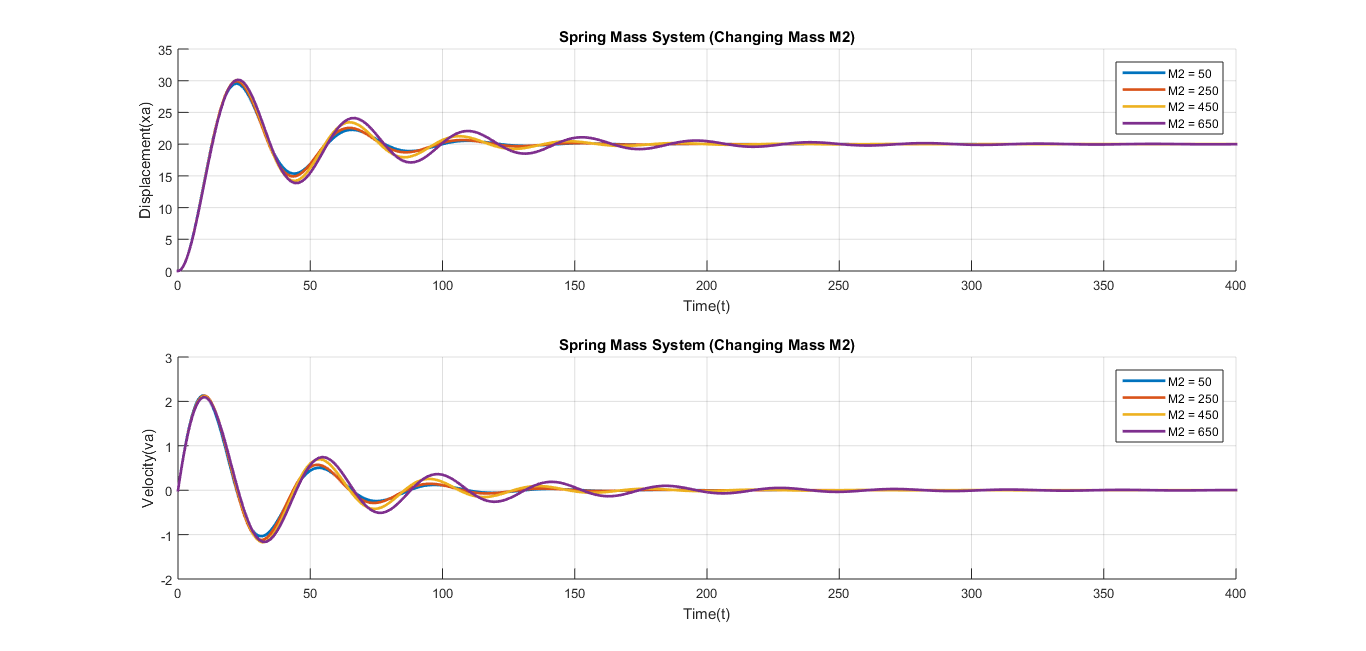 Spring Mass System (Changing Mass M2)
35
30
25
20
15
10
5
0
Displacement(xa)
M2 = 50
M2 = 250
M2 = 450
M2 = 650
0 50 100 150 200 250 300 350 400
Time(t)
Spring Mass System (Changing Mass M2)
3
2
1
0
-1
-2
Velocity(va)
M2 = 50
M2 = 250
M2 = 450
M2 = 650
0 50 100 150 200 250 300 350 400
Time(t)